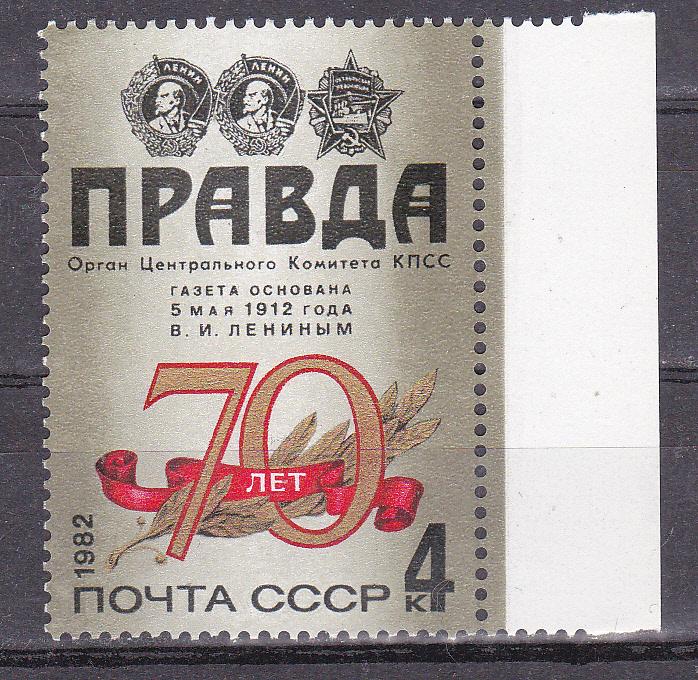 ЛЕНИН ЛЕНИН
ПРАВДА
Орган Центрального Комитета КПСС
ГАЗЕТА ОСНОВАНА
5 МАЯ 1912 ГОДА
В. И. ЛЕНИНЫМ
70
ЛЕТ
1982
ПОЧТА СССР 4 к